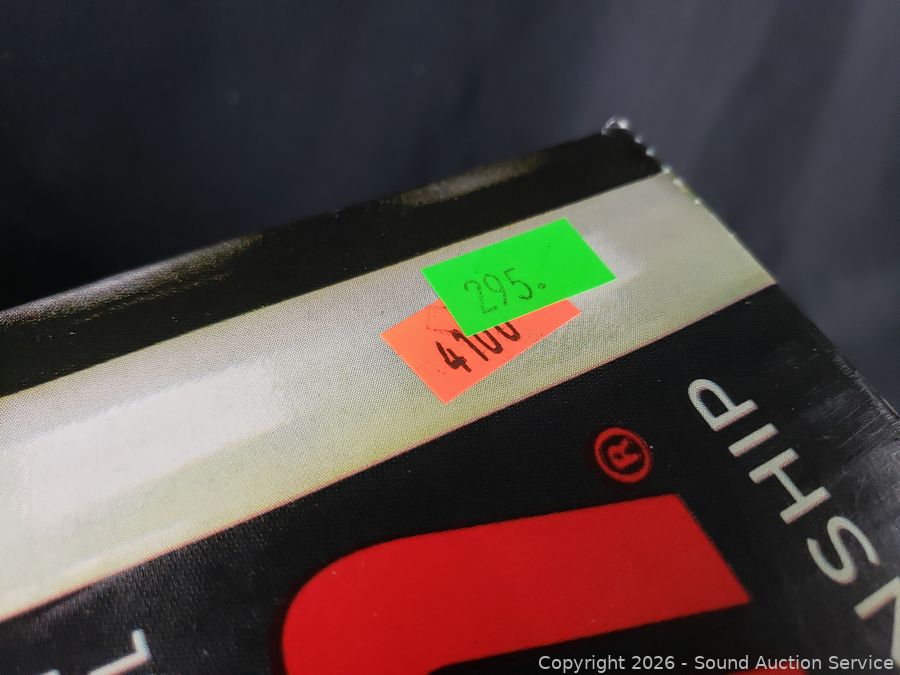 295.
4100
®
SHIP
Copyright 2026 - Sound Auction Service